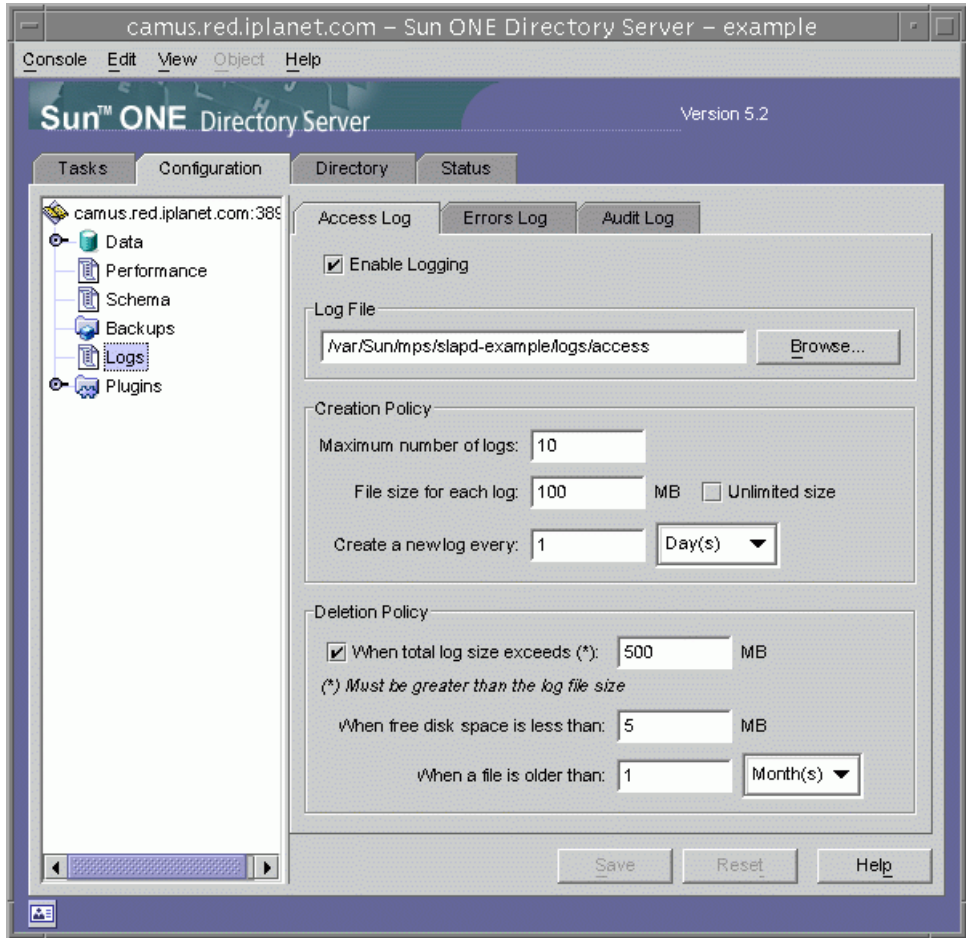 camus.red.iplanet.com – Sun ONE Directory Server – example
Console Edit View Object Help
Sun™ ONE Directory Server
Version 5.2
Tasks Configuration Directory Status
camus.red.iplanet.com:389
Data
Performance
Schema
Backups
Logs
Plugins
Access Log Errors Log Audit Log
Enable Logging
Log File
/var/Sun/mps/slapd-example/logs/access Browse...
Creation Policy
Maximum number of logs: 10
File size for each log: 100 MB Unlimited size
Create a new log every: 1 Day(s)
Deletion Policy
When total log size exceeds (*): 500 MB
(*) Must be greater than the log file size
When free disk space is less than: 5 MB
When a file is older than: 1 Month(s)
Save Reset Help